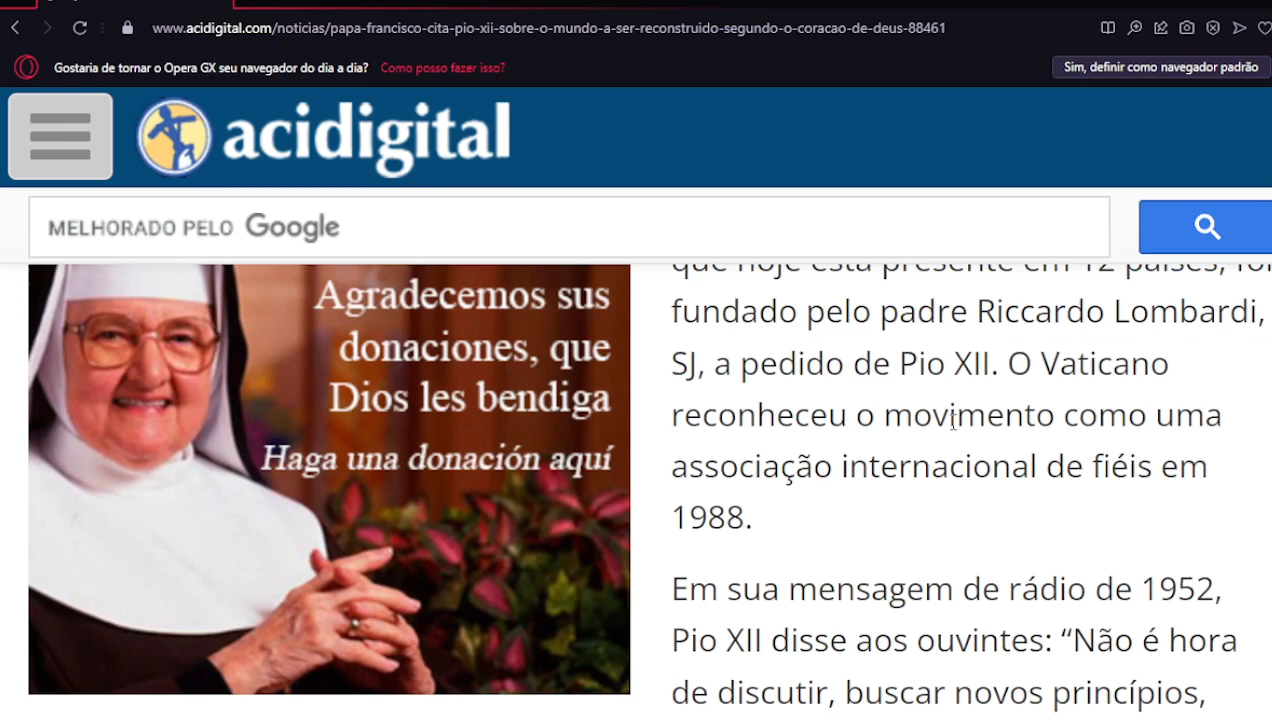 www.acidigital.com/noticias/papa-francisco-cita-pio-xii-sobre-o-mundo-a-ser-reconstruido-segundo-o-coracao-de-deus-88461
Gostaria de tornar o Opera GX seu navegador do dia a dia? Como posso fazer isso?
Sim, definir como navegador padrão
acidigital
MELHORADO PELO Google
Agradecemos sus
donaciones, que
Dios les bendiga
Haga una donación aquí
que hoje está presente em 12 países, foi
fundado pelo padre Riccardo Lombardi,
SJ, a pedido de Pio XII. O Vaticano
reconheceu o movimento como uma
associação internacional de fiéis em
1988.
Em sua mensagem de rádio de 1952,
Pio XII disse aos ouvintes: “Não é hora
de discutir, buscar novos princípios,